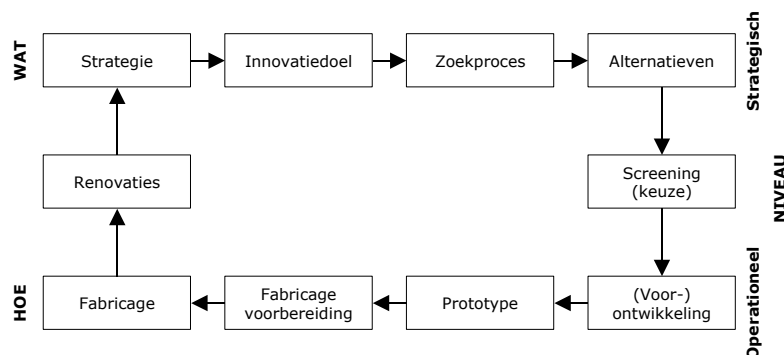 WAT
Strategie
Innovatiedoel
Zoekproces
Alternatieven
Strategisch
Renovaties
Screening
(keuze)
NIVEAU
HOE
Fabricage
Fabricage
voorbereiding
Prototype
(Voor-)
ontwikkeling
Operationeel